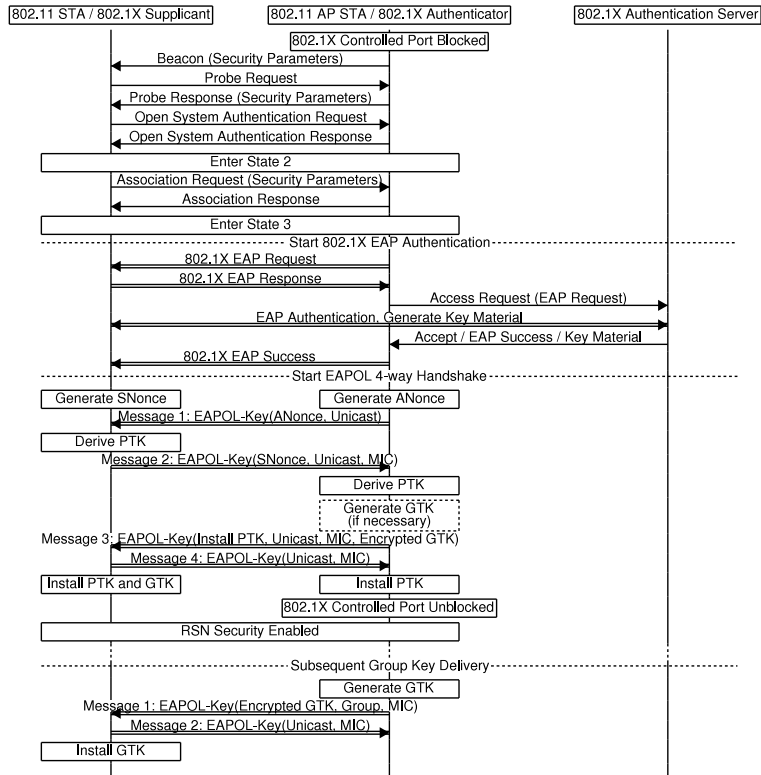 802.11 STA / 802.1X Supplicant
802.11 AP STA / 802.1X Authenticator
802.1X Authentication Server
802.1X Controlled Port Blocked
Beacon (Security Parameters)
Probe Request
Probe Response (Security Parameters)
Open System Authentication Request
Open System Authentication Response
Enter State 2
Association Request (Security Parameters)
Association Response
Enter State 3
Start 802.1X EAP Authentication
802.1X EAP Request
802.1X EAP Response
Access Request (EAP Request)
EAP Authentication, Generate Key Material
Accept / EAP Success / Key Material
802.1X EAP Success
Start EAPOL 4-way Handshake
Generate SNonce
Generate ANonce
Message 1: EAPOL-Key(ANonce, Unicast)
Derive PTK
Message 2: EAPOL-Key(SNonce, Unicast, MIC)
Derive PTK
Generate GTK
(if necessary)
Message 3: EAPOL-Key(Install PTK, Unicast, MIC, Encrypted GTK)
Message 4: EAPOL-Key(Unicast, MIC)
Install PTK and GTK
Install PTK
802.1X Controlled Port Unblocked
RSN Security Enabled
Subsequent Group Key Delivery
Generate GTK
Message 1: EAPOL-Key(Encrypted GTK, Group, MIC)
Message 2: EAPOL-Key(Unicast, MIC)
Install GTK